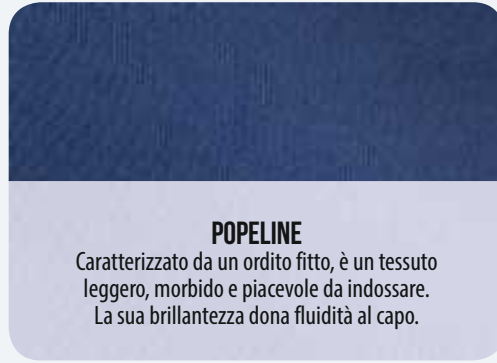 POPELINE
Caratterizzato da un ordito fitto, è un tessuto
leggero, morbido e piacevole da indossare.
La sua brillantezza dona fluidità al capo.